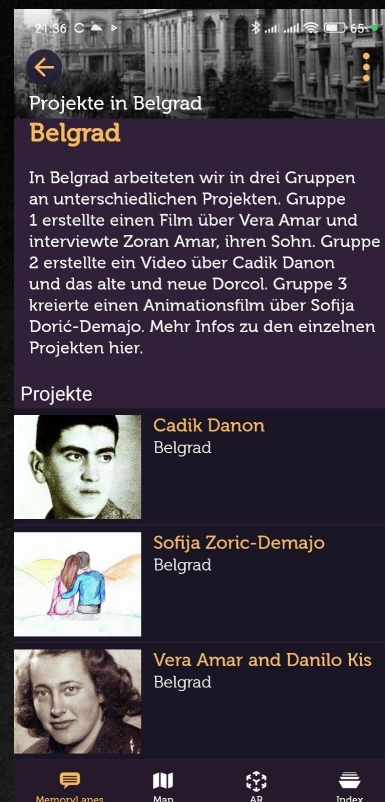 21:36
65
Projekte in Belgrad
Belgrad
In Belgrad arbeiteten wir in drei Gruppen
an unterschiedlichen Projekten. Gruppe
1 erstellte einen Film über Vera Amar und
interviewte Zoran Amar, ihren Sohn. Gruppe
2 erstellte ein Video über Cadik Danon
und das alte und neue Dorcol. Gruppe 3
kreierte einen Animationsfilm über Sofija
Dorić-Demajo. Mehr Infos zu den einzelnen
Projekten hier.
Projekte
Cadik Danon
Belgrad
Sofija Zoric-Demajo
Belgrad
Vera Amar and Danilo Kis
Belgrad
MemoryLanes Map AR Index